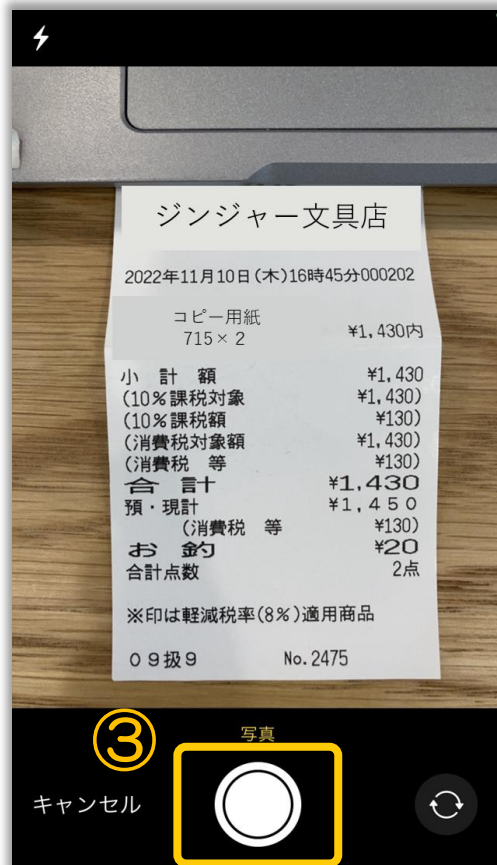 ジンジャー文具店
2022年11月10日(木)16時45分000202
コピー用紙
715×2 ¥1,430内
小 計 額 ¥1,430
(10%課税対象 ¥1,430)
(10%課税額 ¥130)
(消費税対象額 ¥1,430)
(消費税 等 ¥130)
合 計 ¥1,430
預・現計 ¥1,450
(消費税 等 ¥130)
お 釣 ¥20
合計点数 2点
※印は軽減税率(8%)適用商品
09扱9 No.2475
③
写真
キャンセル